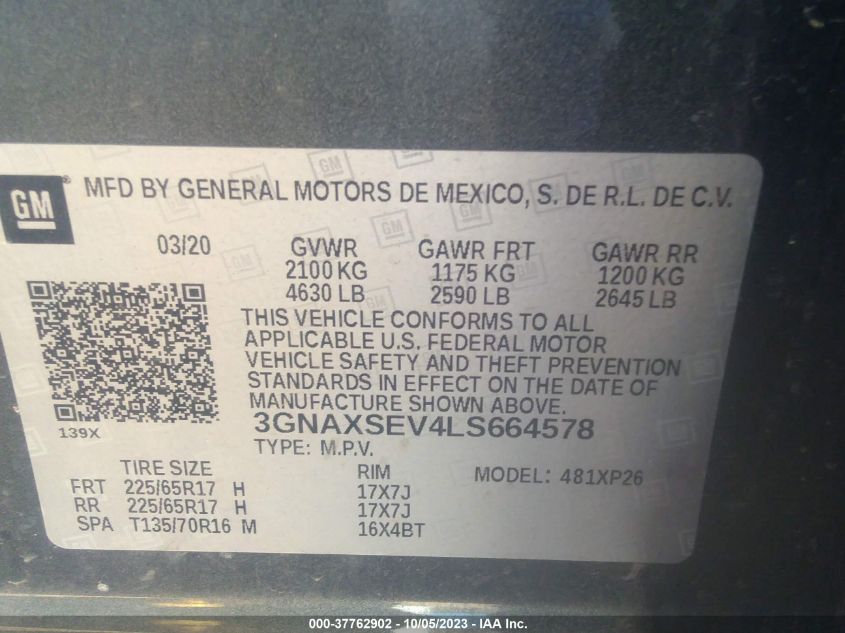 GM ® MFD BY GENERAL MOTORS DE MEXICO, S. DE R.L. DE C.V.
03/20 GVWR GAWR FRT GAWR RR
2100 KG 1175 KG 1200 KG
4630 LB 2590 LB 2645 LB
THIS VEHICLE CONFORMS TO ALL
APPLICABLE U.S. FEDERAL MOTOR
VEHICLE SAFETY AND THEFT PREVENTION
STANDARDS IN EFFECT ON THE DATE OF
MANUFACTURE SHOWN ABOVE.
139X 3GNAXSEV4LS664578
TYPE: M.P.V.
TIRE SIZE RIM MODEL: 481XP26
FRT 225/65R17 H 17X7J
RR 225/65R17 H 17X7J
SPA T135/70R16 M 16X4BT
000-37762902 - 10/05/2023 - IAA Inc.